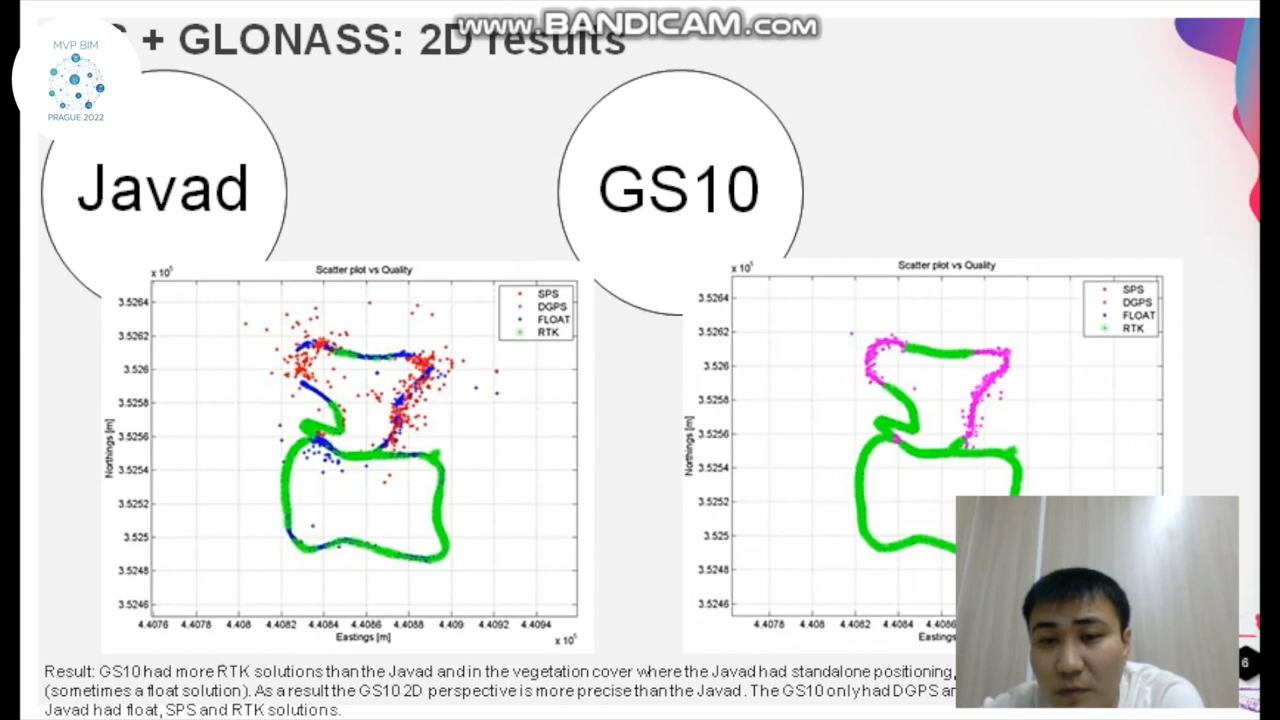 www.BANDICAM.com
+ GLONASS: 2D results
MVP BIM
PRAGUE 2022
Javad
GS10
x 10⁵
Scatter plot vs Quality
SPS
DGPS
FLOAT
RTK
3.5264
3.5262
3.526
3.5258
3.5256
3.5254
3.5252
3.525
3.5248
3.5246
Northings [m]
4.4076 4.4078 4.408 4.4082 4.4084 4.4086 4.4088 4.409 4.4092 4.4094
Eastings [m]
x 10⁵
x 10⁵
Scatter plot vs Quality
SPS
DGPS
FLOAT
RTK
3.5264
3.5262
3.526
3.5258
3.5256
3.5254
3.5252
3.525
3.5248
3.5246
Northings [m]
4.4078 4.408 4.4082 4.4084 4.4086
Eastings [m]
Result: GS10 had more RTK solutions than the Javad and in the vegetation cover where the Javad had standalone positioning,
(sometimes a float solution). As a result the GS10 2D perspective is more precise than the Javad. The GS10 only had DGPS
Javad had float, SPS and RTK solutions.
6